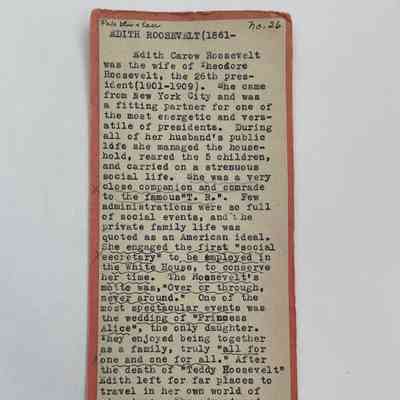 Pale blue & lace
no. 26
EDITH ROOSEVELT(1861-
Edith Carow Roosevelt
was the wife of Theodore
Roosevelt, the 26th pres-
ident(1901-1909). She came
from New York City and was
a fitting partner for one of
the most energetic and vers-
atile of presidents. During
all of her husband's public
life she managed the house-
hold, reared the 5 children,
and carried on a strenuous
social life. She was a very
close companion and comrade
to the famous"T. R.". Few
administrations were so full
of social events, and the
private family life was
quoted as an American ideal.
She engaged the first "social
secretary" to be employed in
the White House, to conserve
her time. The Roosevelt's
motto was,"Over or through,
never around." One of the
most spectacular events was
the wedding of "Princess
Alice", the only daughter.
They enjoyed being together
as a family, truly "all for
one and one for all." After
the death of "Teddy Roosevelt"
Edith left for far places to
travel in her own world of